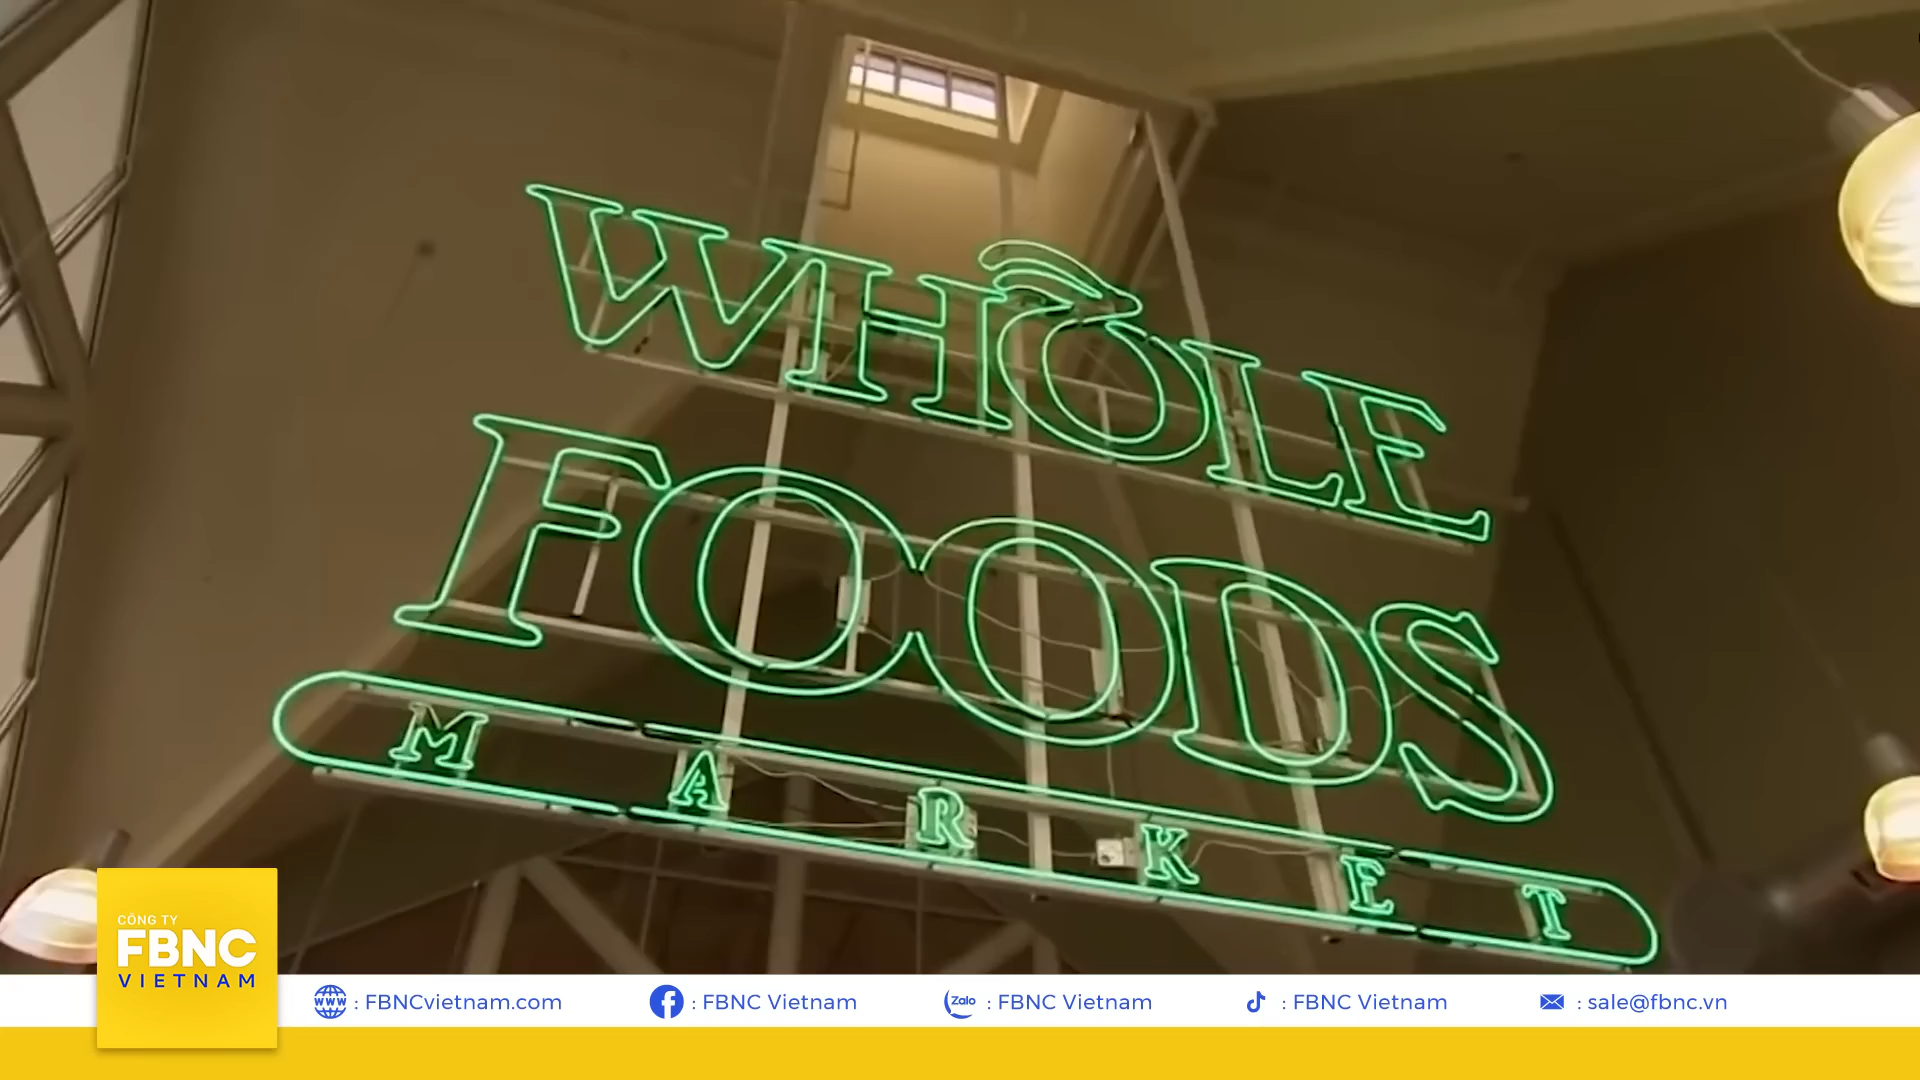 WHOLE
FOODS
MARKET
CÔNG TY
FBNC
VIETNAM
WWW : FBNCvietnam.com
: FBNC Vietnam
Zalo : FBNC Vietnam
: FBNC Vietnam
: sale@fbnc.vn